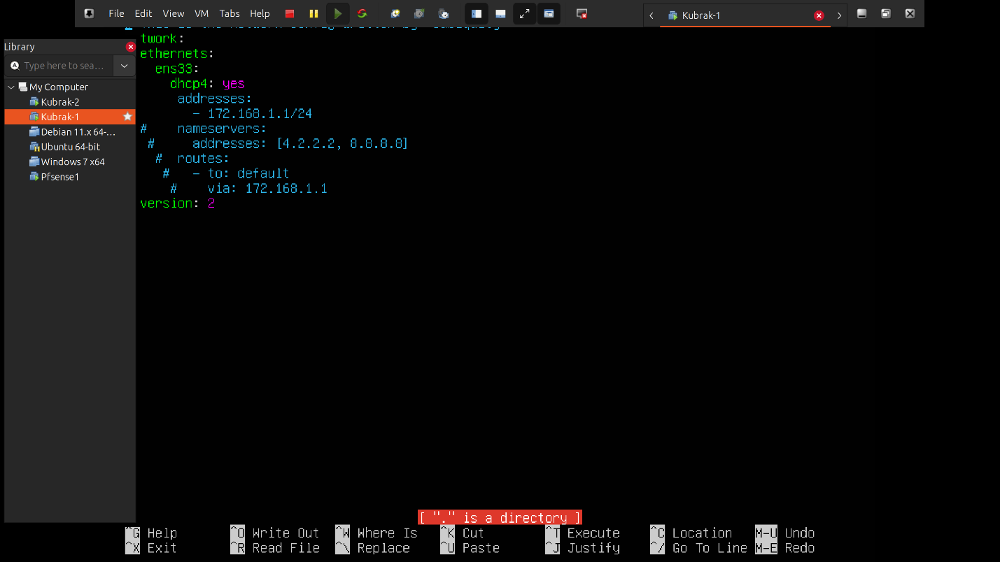 File Edit View VM Tabs Help
Kubrak-1
twork:
ethernets:
ens33:
dhcp4: yes
addresses:
- 172.168.1.1/24
# nameservers:
# addresses: [4.2.2.2, 8.8.8.8]
# routes:
# - to: default
# via: 172.168.1.1
version: 2
Library
Type here to sea...
My Computer
Kubrak-2
Kubrak-1
Debian 11.x 64-...
Ubuntu 64-bit
Windows 7 x64
Pfsense1
[ "." is a directory ]
^G Help ^O Write Out ^W Where Is ^K Cut ^T Execute ^C Location M-U Undo
^X Exit ^R Read File ^\ Replace ^U Paste ^J Justify ^/ Go To Line M-E Redo